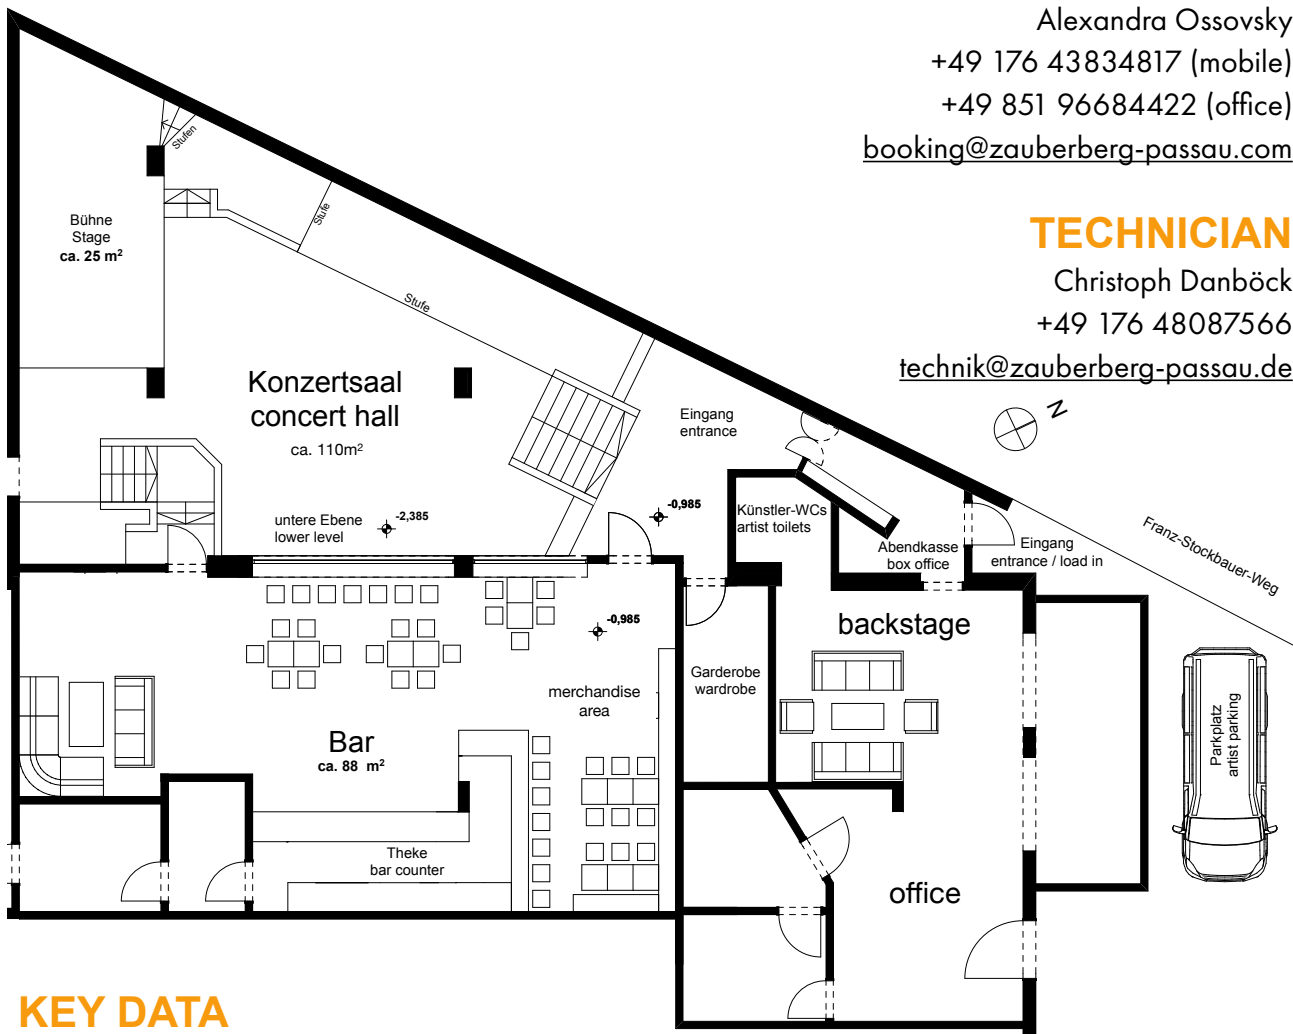 Alexandra Ossovsky
+49 176 43834817 (mobile)
+49 851 96684422 (office)
booking@zauberberg-passau.com
TECHNICIAN
Christoph Danböck
+49 176 48087566
technik@zauberberg-passau.de
N
Stufen
Bühne
Stage
ca. 25 m²
Stufe
Stufe
Konzertsaal
concert hall
ca. 110m²
Eingang
entrance
untere Ebene
lower level
-2,385
-0,985
Künstler-WCs
artist toilets
Abendkasse
box office
Eingang
entrance / load in
Franz-Stockbauer-Weg
-0,985
backstage
Garderobe
wardrobe
merchandise
area
Bar
ca. 88 m²
Parkplatz
artist parking
Theke
bar counter
office
KEY DATA